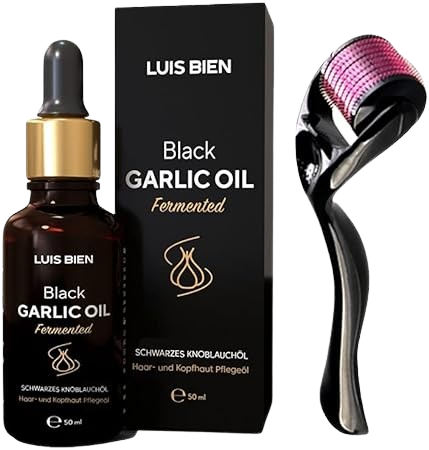 LUIS BIEN
Black
GARLIC OIL
Fermented
SCHWARZES KNOBLAUCHÖL
Haar- und Kopfhaut Pflegeöl
℮ 50 ml
LUIS BIEN
Black
GARLIC OIL
Fermented
SCHWARZES KNOBLAUCHÖL
Haar- und Kopfhaut Pflegeöl
℮ 50 ml